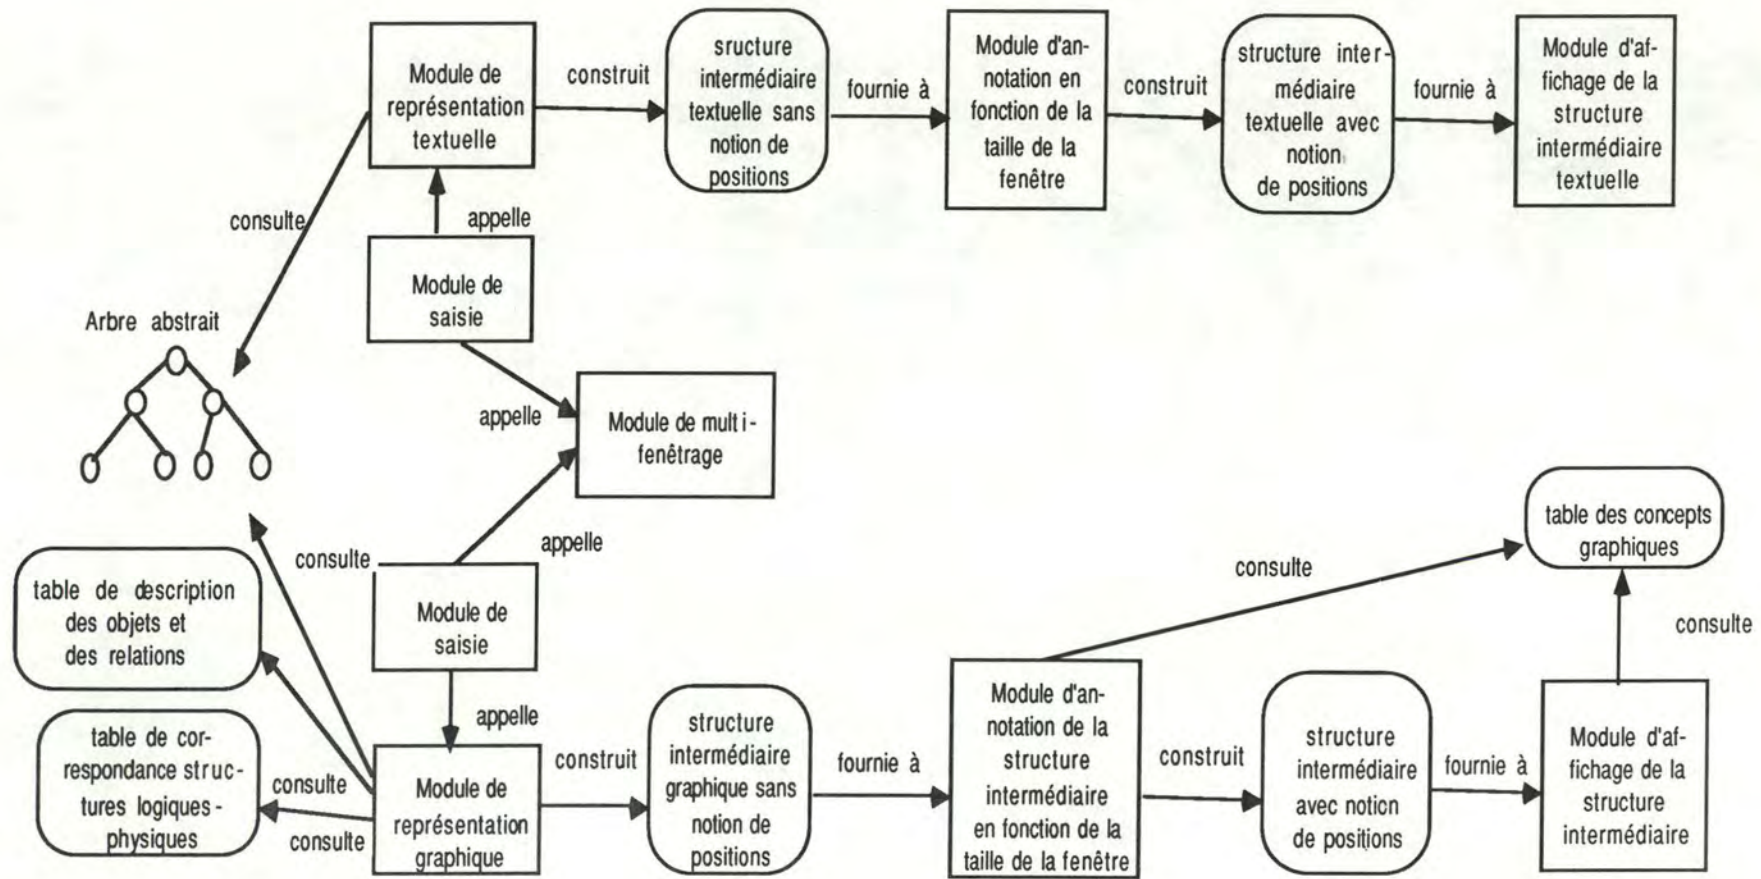 Module de
représentation
textuelle
construit
sructure
intermédiaire
textuelle sans
notion de
positions
fournie à
Module d'an-
notation en
fonction de la
taille de la
fenêtre
construit
structure inter-
médiaire
textuelle avec
notion
de positions
fournie à
Module d'af-
fichage de la
structure
intermédiaire
textuelle
consulte
appelle
Module de
saisie
Arbre abstrait
appelle
Module de multi-
fenêtrage
consulte
appelle
table de description
des objets et
des relations
Module de
saisie
consulte
table des concepts
graphiques
consulte
appelle
table de cor-
respondance struc-
tures logiques-
physiques
consulte
consulte
Module de
représentation
graphique
construit
structure
intermédiaire
graphique sans
notion de
positions
fournie à
Module d'an-
notation de la
structure
intermédiaire
en fonction de la
taille de la fenêtre
construit
structure
intermédiaire
avec notion
de positions
fournie à
Module d'af-
fichage de la
structure
intermédiaire